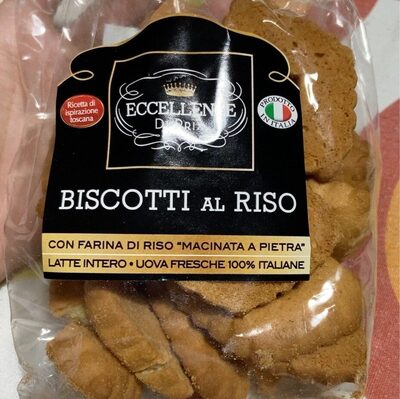 ECCELLENZE
Ricetta di
ispirazione
toscana
PRODOTTO
IN ITALIA
BISCOTTI AL RISO
CON FARINA DI RISO "MACINATA A PIETRA"
LATTE INTERO • UOVA FRESCHE 100% ITALIANE